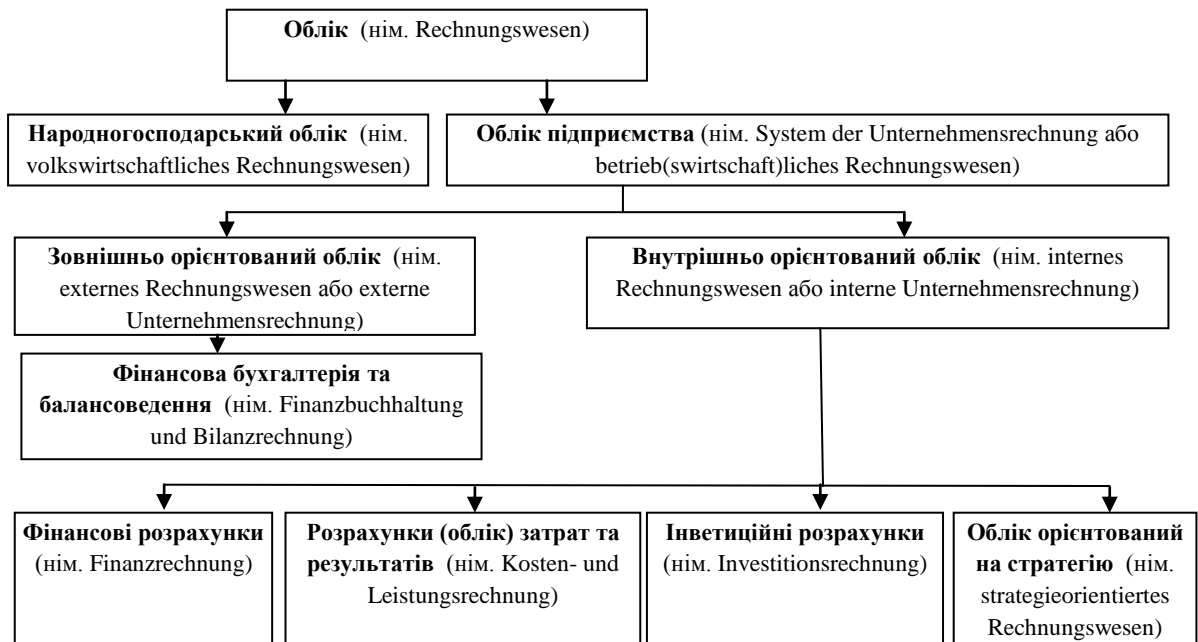 Облік (нім. Rechnungswesen)
Народногосподарський облік (нім.
volkswirtschaftliches Rechnungswesen)
Облік підприємства (нім. System der Unternehmensrechnung або
betrieb(swirtschaft)liches Rechnungswesen)
Зовнішньо орієнтований облік (нім.
externes Rechnungswesen або externe
Unternehmensrechnung)
Внутрішньо орієнтований облік (нім. internes
Rechnungswesen або interne Unternehmensrechnung)
Фінансова бухгалтерія та
балансоведення (нім. Finanzbuchhaltung
und Bilanzrechnung)
Фінансові розрахунки
(нім. Finanzrechnung)
Розрахунки (облік) затрат та
результатів (нім. Kosten- und
Leistungsrechnung)
Інветиційні розрахунки
(нім. Investitionsrechnung)
Облік орієнтований
на стратегію (нім.
strategieorientiertes
Rechnungswesen)